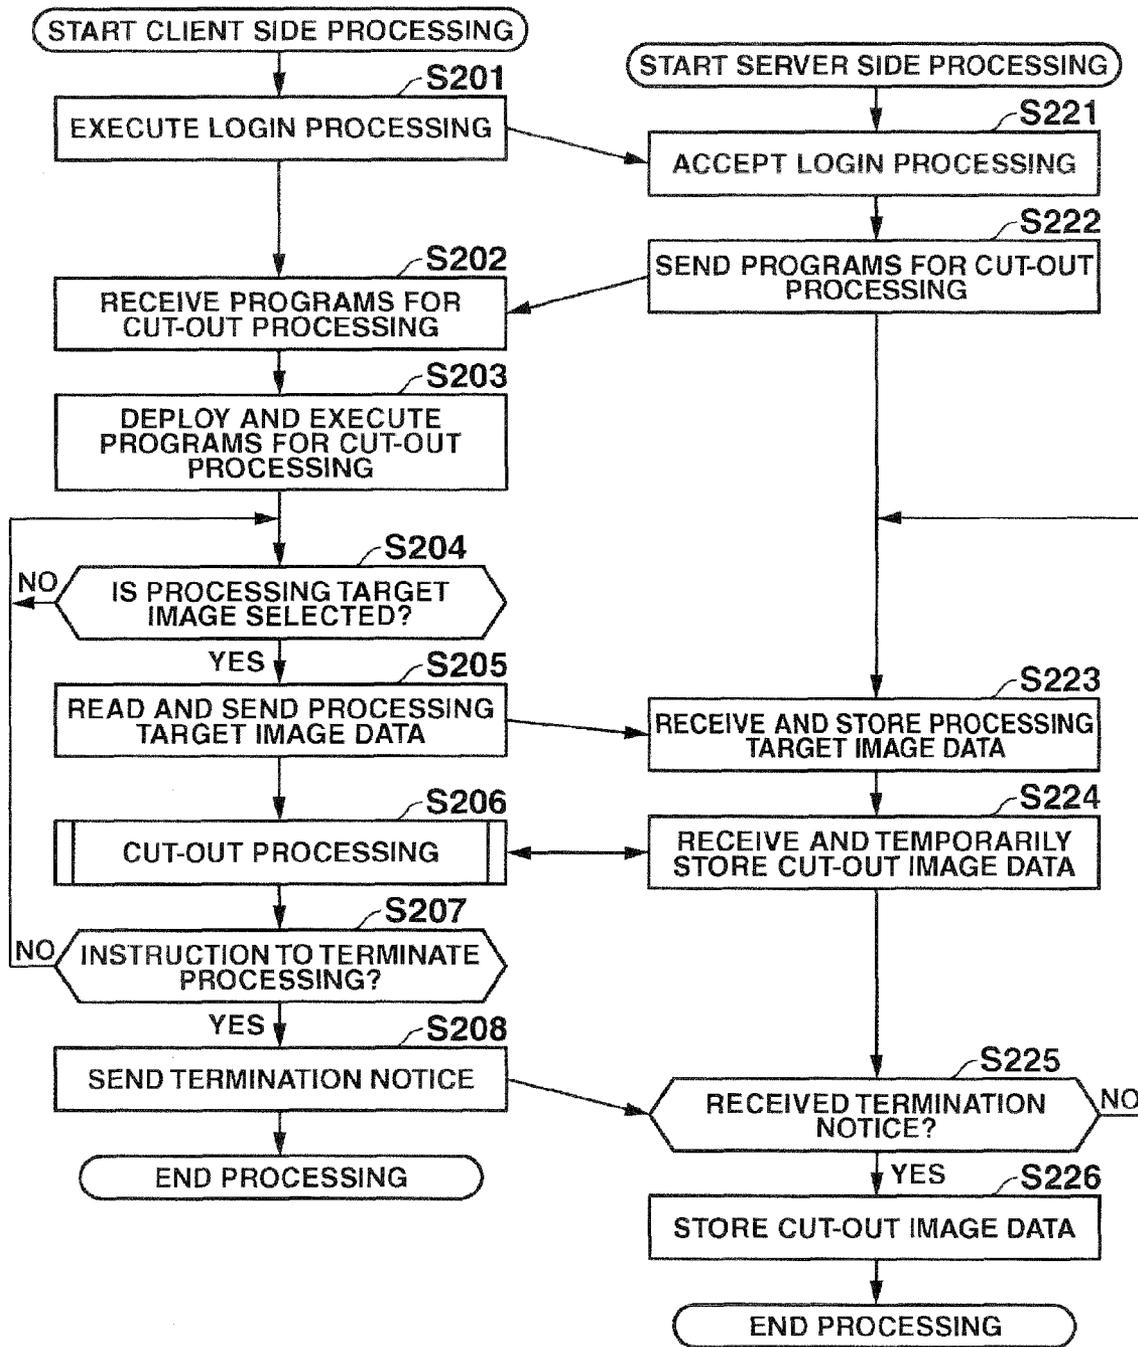 START CLIENT SIDE PROCESSING
S201
EXECUTE LOGIN PROCESSING
S202
RECEIVE PROGRAMS FOR
CUT-OUT PROCESSING
S203
DEPLOY AND EXECUTE
PROGRAMS FOR CUT-OUT
PROCESSING
S204
NO
IS PROCESSING TARGET
IMAGE SELECTED?
YES
S205
READ AND SEND PROCESSING
TARGET IMAGE DATA
S206
CUT-OUT PROCESSING
S207
NO
INSTRUCTION TO TERMINATE
PROCESSING?
YES
S208
SEND TERMINATION NOTICE
END PROCESSING
START SERVER SIDE PROCESSING
S221
ACCEPT LOGIN PROCESSING
S222
SEND PROGRAMS FOR CUT-OUT
PROCESSING
S223
RECEIVE AND STORE PROCESSING
TARGET IMAGE DATA
S224
RECEIVE AND TEMPORARILY
STORE CUT-OUT IMAGE DATA
S225
RECEIVED TERMINATION
NOTICE?
NO
YES
S226
STORE CUT-OUT IMAGE DATA
END PROCESSING